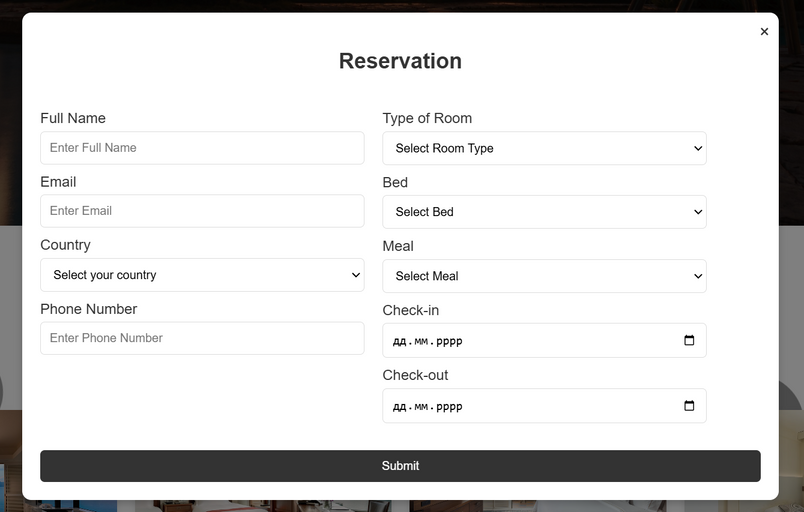 ×
Reservation
Full Name
Enter Full Name
Email
Enter Email
Country
Select your country
Phone Number
Enter Phone Number
Type of Room
Select Room Type
Bed
Select Bed
Meal
Select Meal
Check-in
дд.мм.рррр
Check-out
дд.мм.рррр
Submit